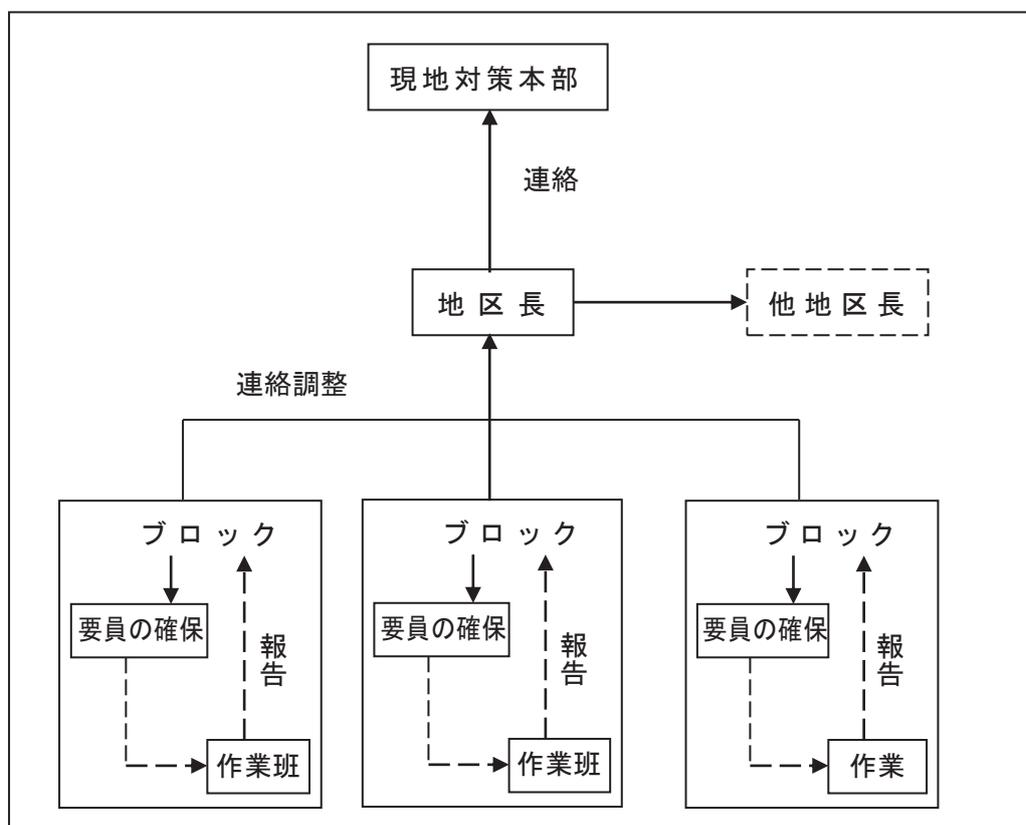 現地対策本部
連絡
地区長
他地区長
連絡調整
ブロック
ブロック
ブロック
要員の確保
要員の確保
要員の確保
報告
報告
報告
作業班
作業班
作業